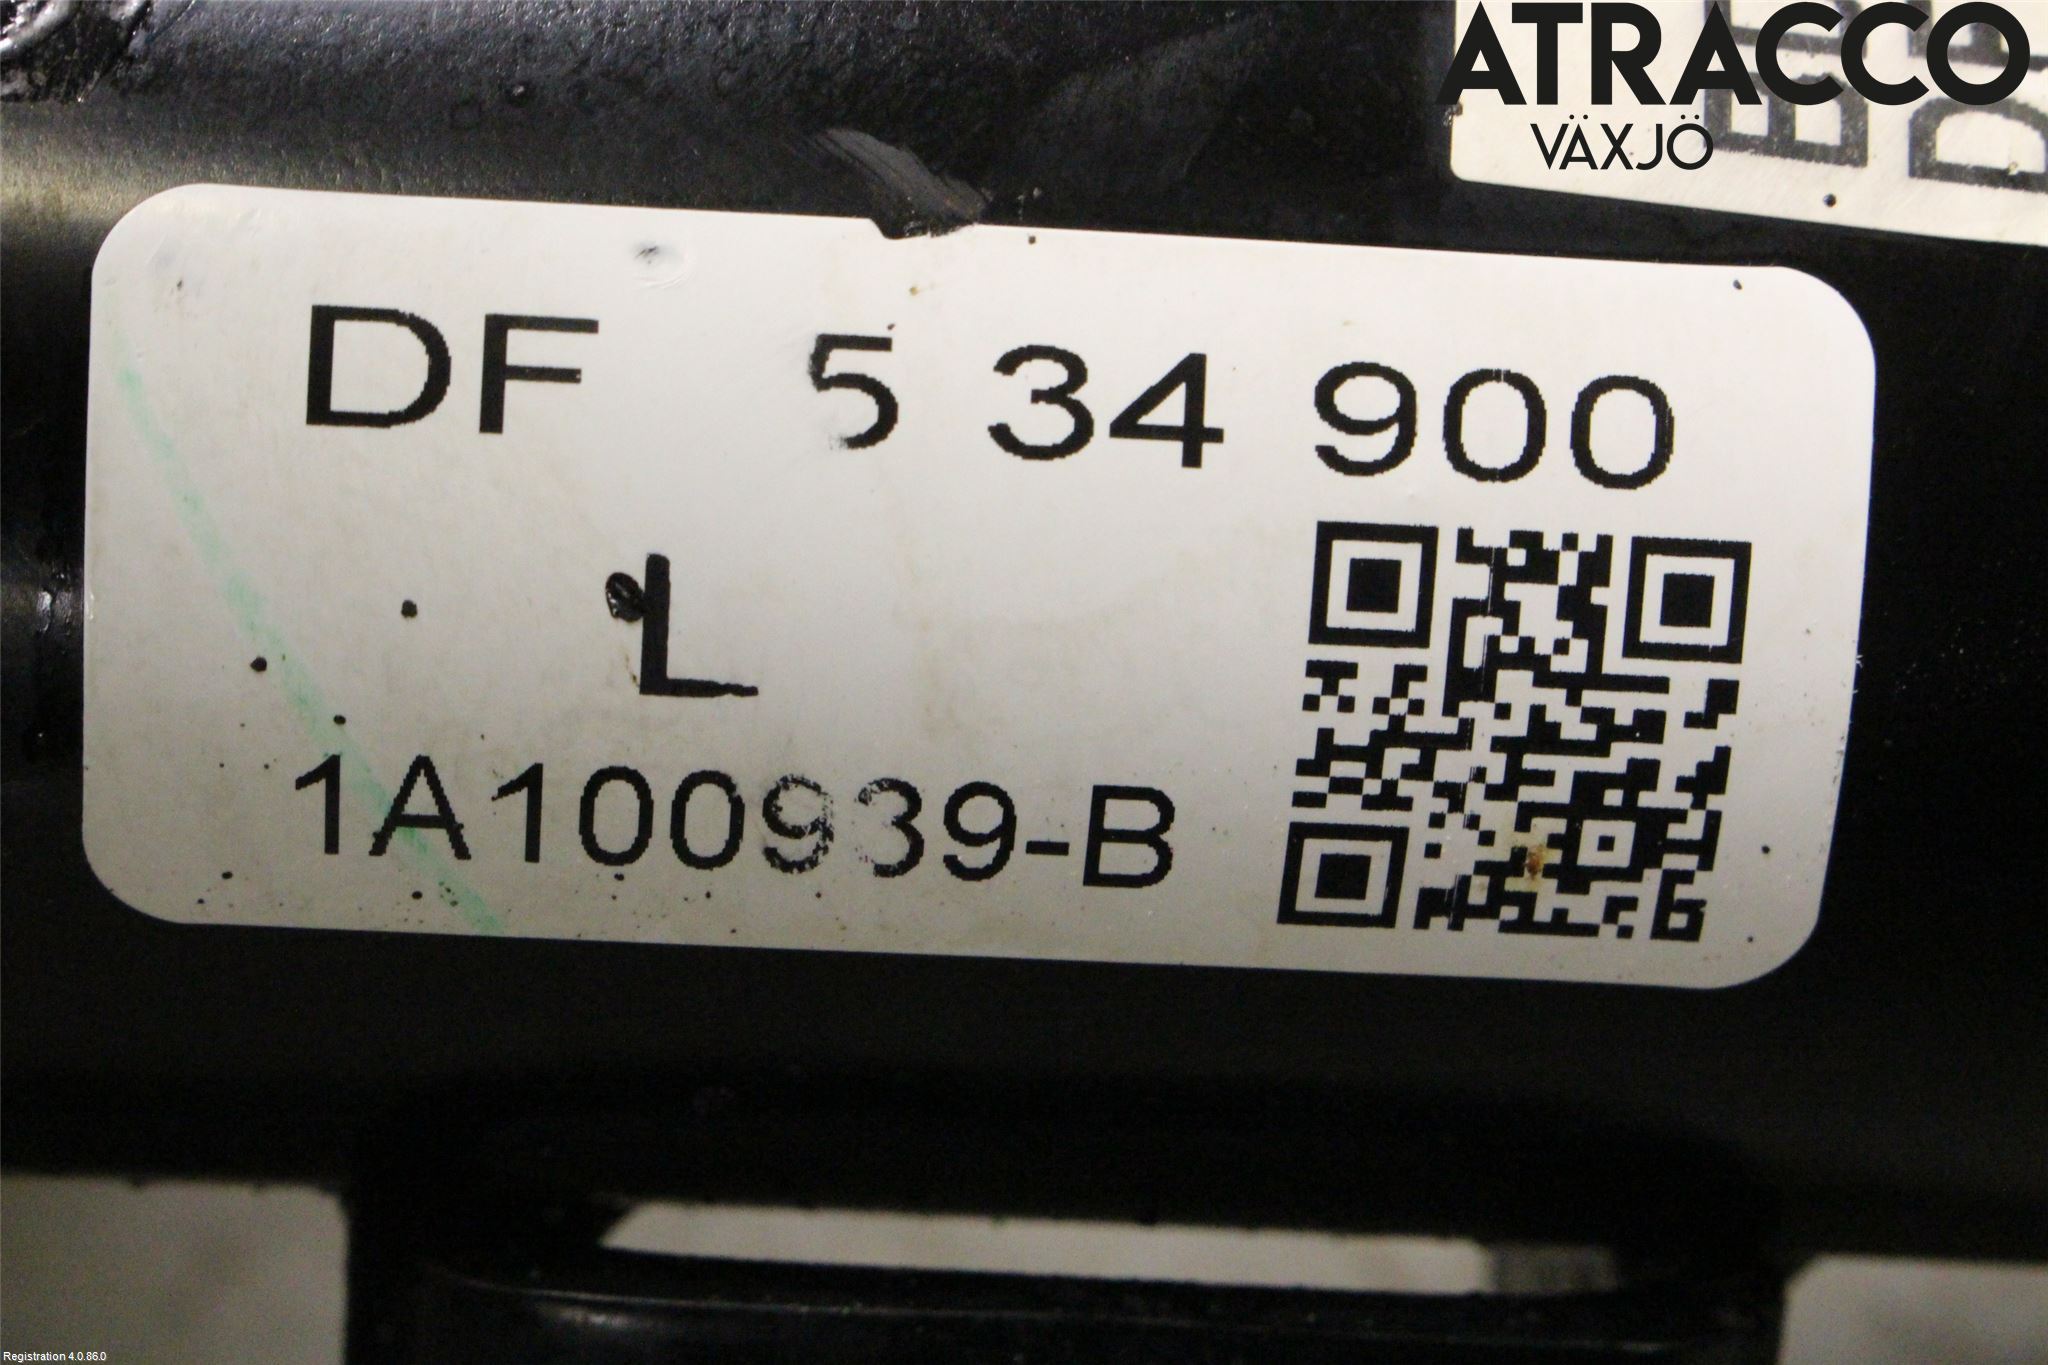 ATRACCO
VÄXJÖ
DF 5 34 900
L
1A100939-B
Registration 4.0.86.0